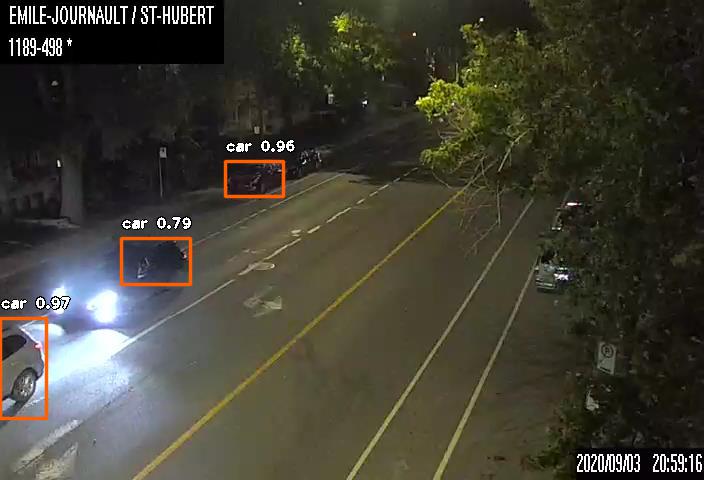 EMILE-JOURNAULT / ST-HUBERT
1189-498 *
car 0.96
car 0.79
car 0.97
P
2020/09/03 20:59:16